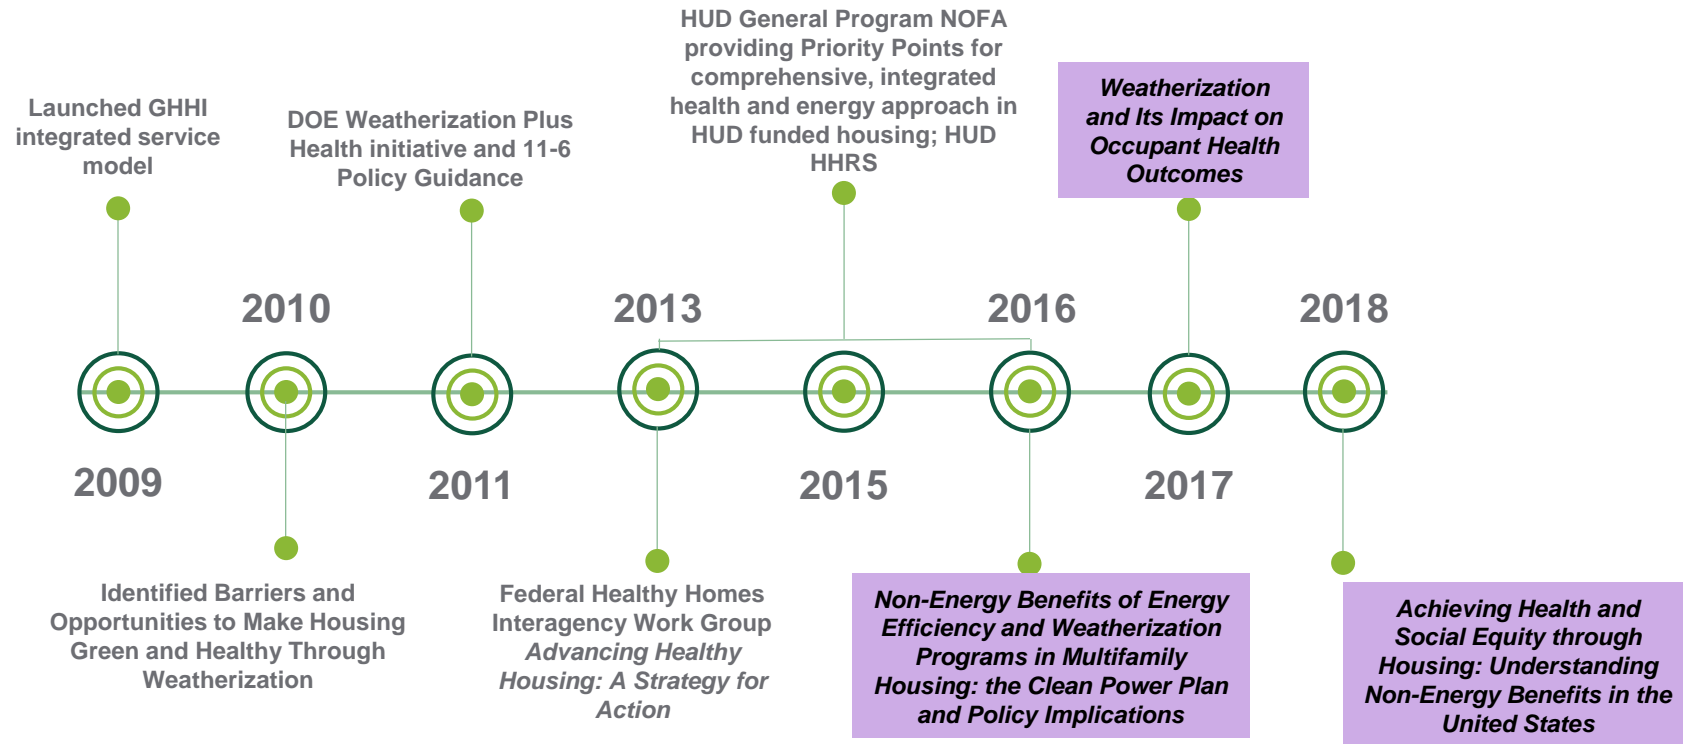 Launched GHHI
integrated service
model
DOE Weatherization Plus
Health initiative and 11-6
Policy Guidance
HUD General Program NOFA
providing Priority Points for
comprehensive, integrated
health and energy approach in
HUD funded housing; HUD
HHRS
Weatherization
and Its Impact on
Occupant Health
Outcomes
2010
2013
2016
2018
2009
2011
2015
2017
Identified Barriers and
Opportunities to Make Housing
Green and Healthy Through
Weatherization
Federal Healthy Homes
Interagency Work Group
Advancing Healthy
Housing: A Strategy for
Action
Non-Energy Benefits of Energy
Efficiency and Weatherization
Programs in Multifamily
Housing: the Clean Power Plan
and Policy Implications
Achieving Health and
Social Equity through
Housing: Understanding
Non-Energy Benefits in the
United States